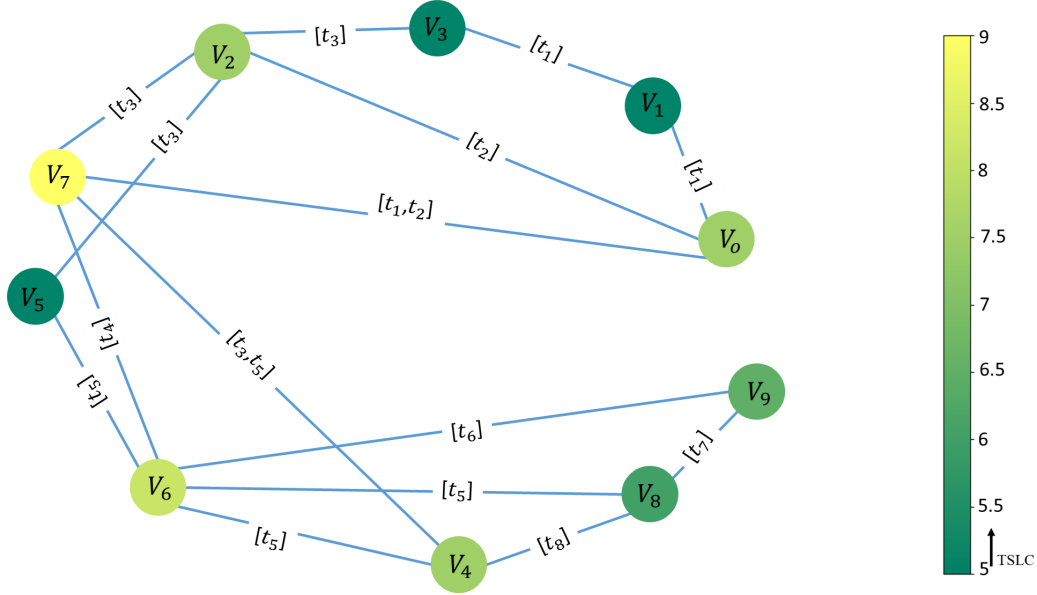 V₃
[t₃]
V₂
[t₁]
V₁
[t₃]
[t₃]
[t₂]
V₇
[t₁]
[t₁,t₂]
Vₒ
V₅
[t₄]
[t₃,t₅]
[t₅]
V₉
[t₆]
[t₇]
V₆
[t₅]
V₈
[t₅]
[t₈]
V₄
9
8.5
8
7.5
7
6.5
6
5.5
5
TSLC